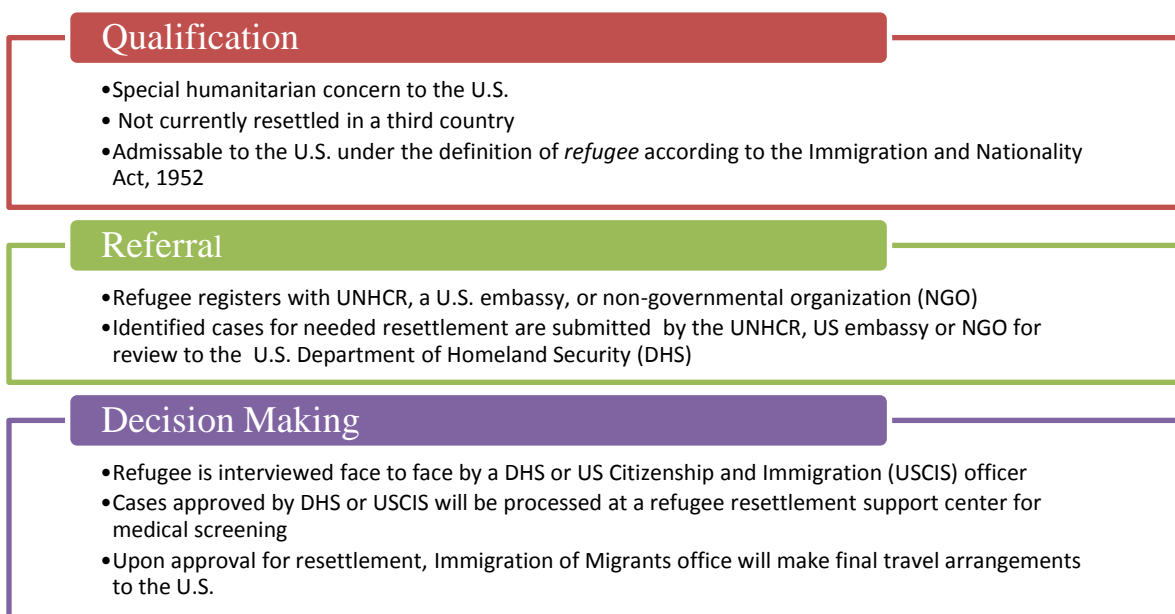 Qualification
•Special humanitarian concern to the U.S.
• Not currently resettled in a third country
•Admissable to the U.S. under the definition of refugee according to the Immigration and Nationality
Act, 1952
Referral
•Refugee registers with UNHCR, a U.S. embassy, or non-governmental organization (NGO)
•Identified cases for needed resettlement are submitted by the UNHCR, US embassy or NGO for
review to the U.S. Department of Homeland Security (DHS)
Decision Making
•Refugee is interviewed face to face by a DHS or US Citizenship and Immigration (USCIS) officer
•Cases approved by DHS or USCIS will be processed at a refugee resettlement support center for
medical screening
•Upon approval for resettlement, Immigration of Migrants office will make final travel arrangements
to the U.S.